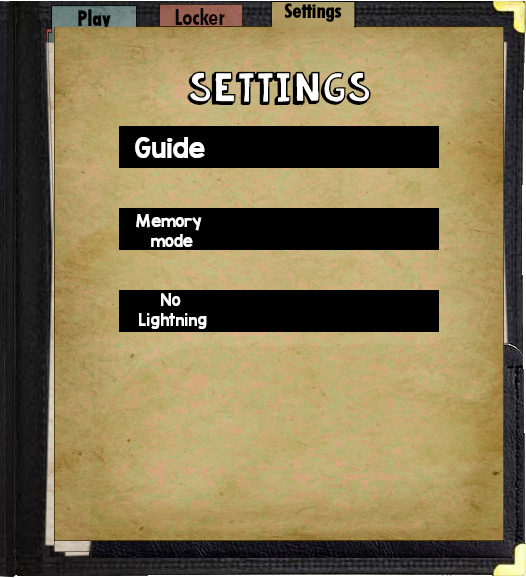 Play
Locker
Settings
SETTINGS
Guide
Memory
mode
No
Lightning